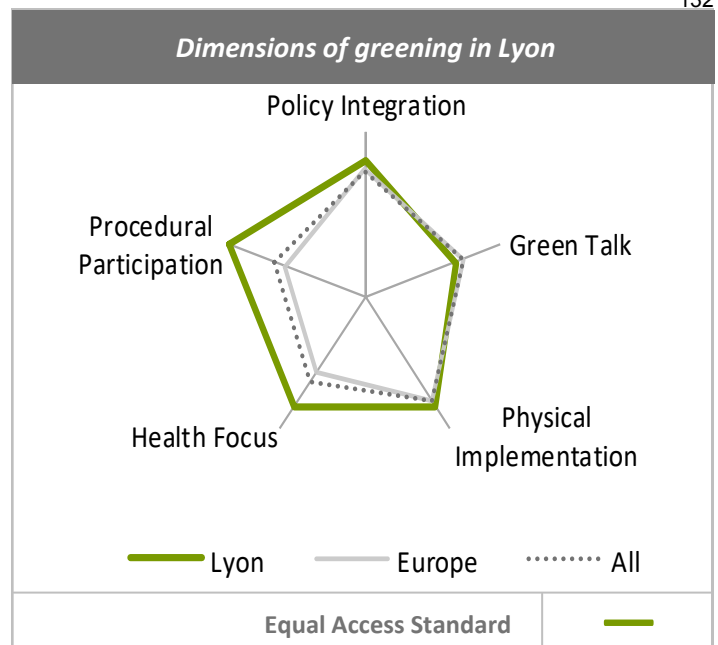 132
Dimensions of greening in Lyon
Policy Integration
Procedural
Participation
Green Talk
Health Focus
Physical
Implementation
Lyon
Europe
All
Equal Access Standard